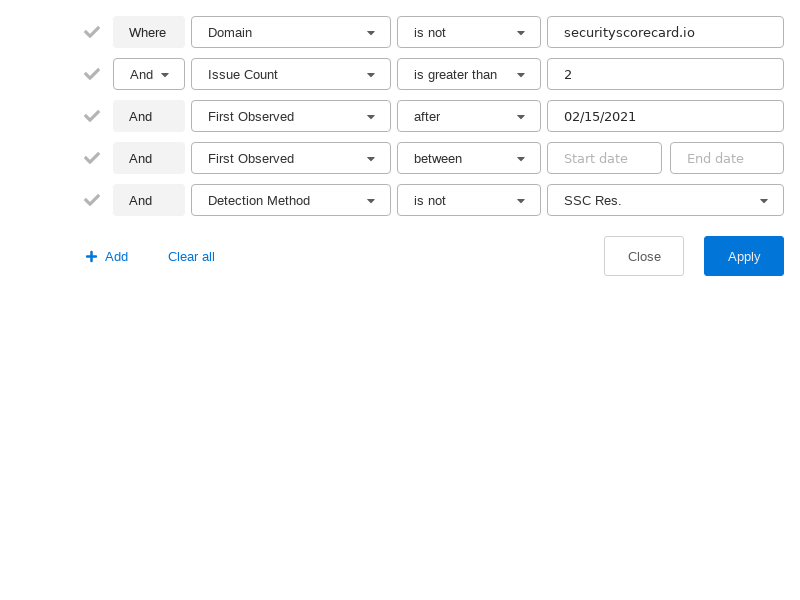 Where Domain is not securityscorecard.io
And Issue Count is greater than 2
And First Observed after 02/15/2021
And First Observed between Start date End date
And Detection Method is not SSC Res.
Add Clear all Close Apply